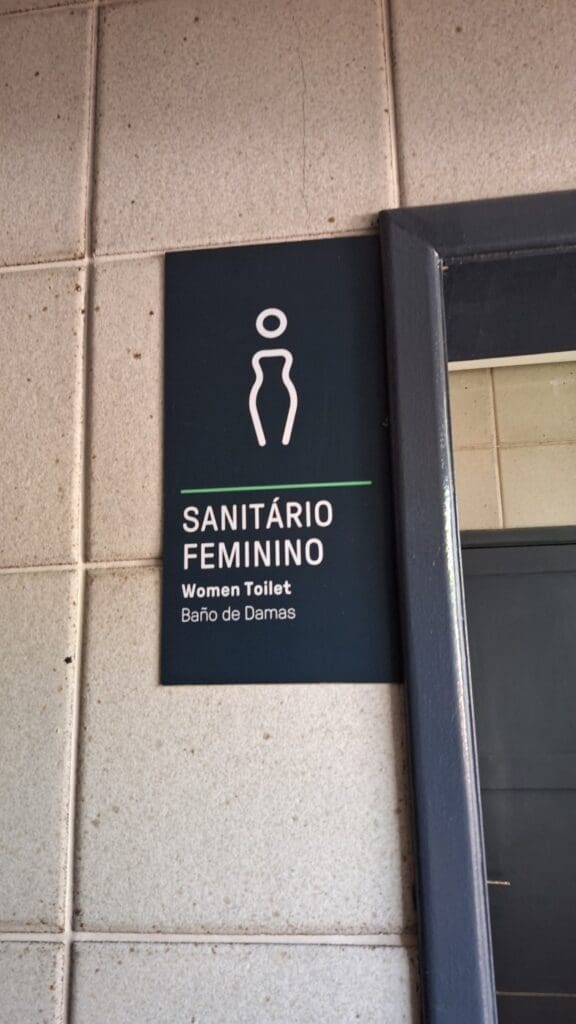 SANITÁRIO
FEMININO
Women Toilet
Baño de Damas